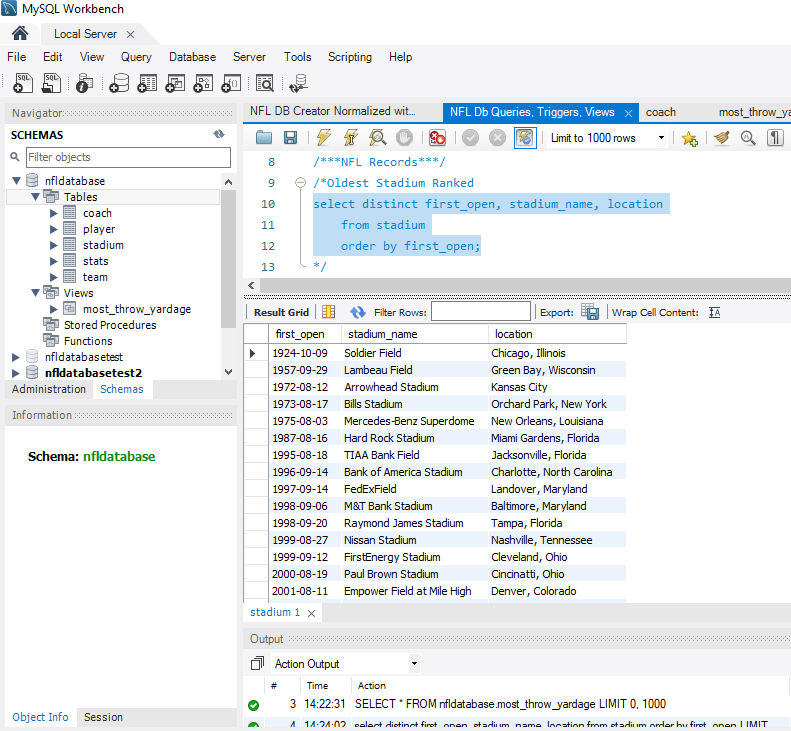 MySQL Workbench
Local Server
File Edit View Query Database Server Tools Scripting Help
Navigator
SCHEMAS
Filter objects
nfldatabase
Tables
coach
player
stadium
stats
team
Views
most_throw_yardage
Stored Procedures
Functions
nfldatabasetest
nfldatabasetest2
Administration Schemas
Information
Schema: nfldatabase
Object Info Session
NFL DB Creator Normalized wit... NFL Db Queries, Triggers, Views coach most_throw_ya
Limit to 1000 rows
8 /***NFL Records***/
9 /*Oldest Stadium Ranked
10 select distinct first_open, stadium_name, location
11 from stadium
12 order by first_open;
13 */
Result Grid Filter Rows: Export: Wrap Cell Content: IA
first_open stadium_name location
1924-10-09 Soldier Field Chicago, Illinois
1957-09-29 Lambeau Field Green Bay, Wisconsin
1972-08-12 Arrowhead Stadium Kansas City
1973-08-17 Bills Stadium Orchard Park, New York
1975-08-03 Mercedes-Benz Superdome New Orleans, Louisiana
1987-08-16 Hard Rock Stadium Miami Gardens, Florida
1995-08-18 TIAA Bank Field Jacksonville, Florida
1996-09-14 Bank of America Stadium Charlotte, North Carolina
1997-09-14 FedExField Landover, Maryland
1998-09-06 M&T Bank Stadium Baltimore, Maryland
1998-09-20 Raymond James Stadium Tampa, Florida
1999-08-27 Nissan Stadium Nashville, Tennessee
1999-09-12 FirstEnergy Stadium Cleveland, Ohio
2000-08-19 Paul Brown Stadium Cincinatti, Ohio
2001-08-11 Empower Field at Mile High Denver, Colorado
stadium 1
Output
Action Output
# Time Action
3 14:22:31 SELECT * FROM nfldatabase.most_throw_yardage LIMIT 0, 1000
4 14:24:02 select distinct first_open, stadium_name, location from stadium order by first_open LIMIT